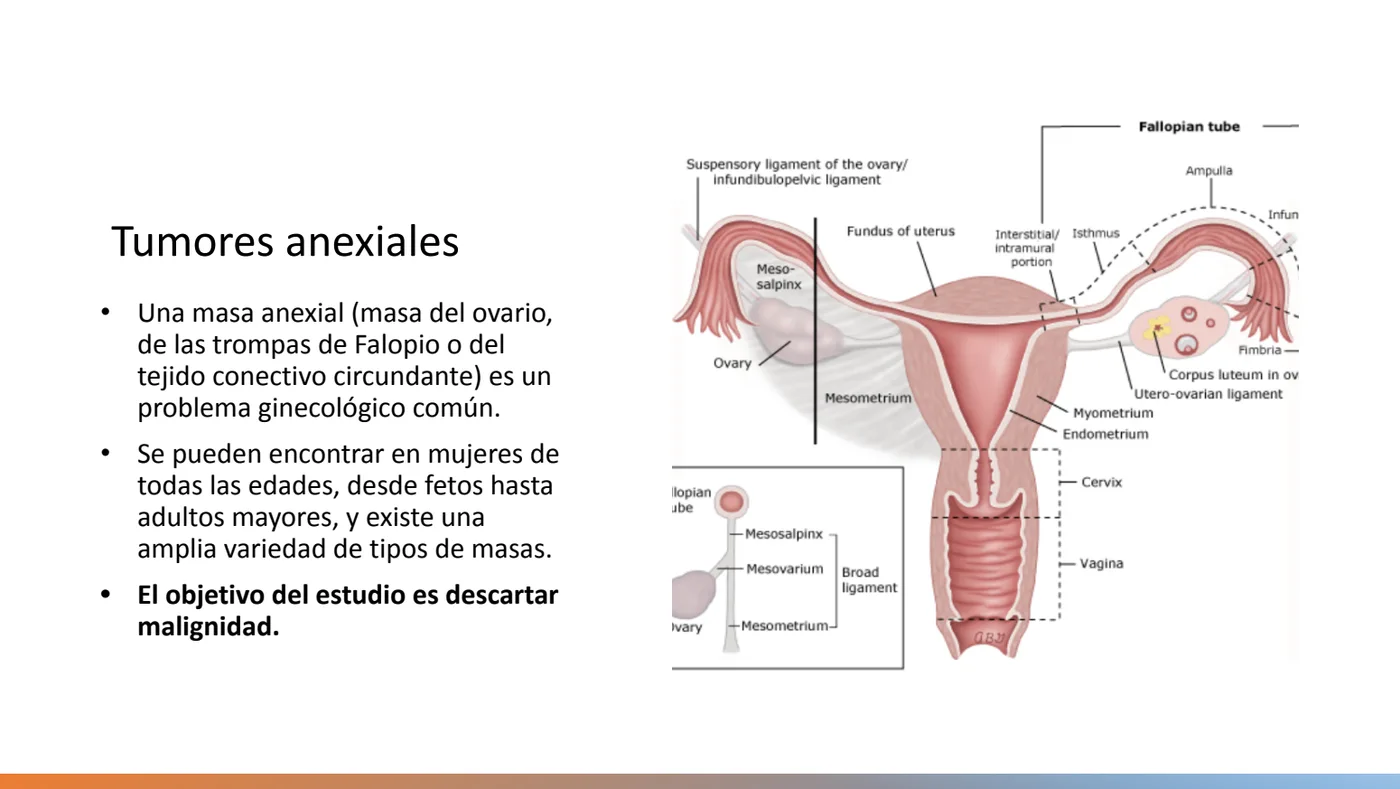 Tumores anexiales
• Una masa anexial (masa del ovario,
de las trompas de Falopio o del
tejido conectivo circundante) es un
problema ginecológico común.
• Se pueden encontrar en mujeres de
todas las edades, desde fetos hasta
adultos mayores, y existe una
amplia variedad de tipos de masas.
• El objetivo del estudio es descartar
malignidad.
Fallopian tube
Suspensory ligament of the ovary/
infundibulopelvic ligament
Ampulla
Infun
Fundus of uterus
Interstitial/
intramural
portion
Isthmus
Meso-
salpinx
Ovary
Mesometrium
Fimbria
Corpus luteum in ov
Utero-ovarian ligament
Myometrium
Endometrium
Cervix
Vagina
llopian
ube
Mesosalpinx
Mesovarium
Broad
ligament
vary
Mesometrium